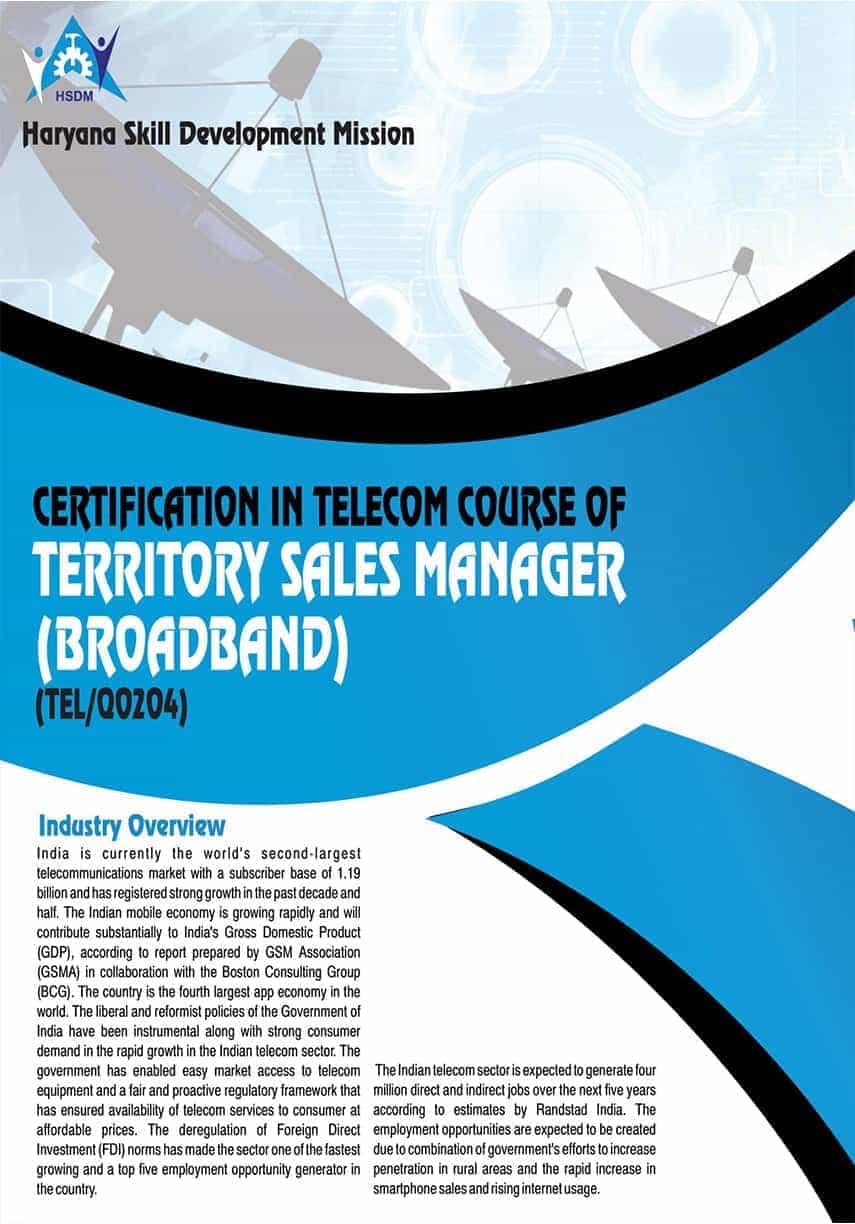 HSDM
Haryana Skill Development Mission
CERTIFICATION IN TELECOM COURSE OF
TERRITORY SALES MANAGER
(BROADBAND)
(TEL/Q0204)
Industry Overview
India is currently the world's second-largest
telecommunications market with a subscriber base of 1.19
billion and has registered strong growth in the past decade and
half. The Indian mobile economy is growing rapidly and will
contribute substantially to India's Gross Domestic Product
(GDP), according to report prepared by GSM Association
(GSMA) in collaboration with the Boston Consulting Group
(BCG). The country is the fourth largest app economy in the
world. The liberal and reformist policies of the Government of
India have been instrumental along with strong consumer
demand in the rapid growth in the Indian telecom sector. The
government has enabled easy market access to telecom
equipment and a fair and proactive regulatory framework that
has ensured availability of telecom services to consumer at
affordable prices. The deregulation of Foreign Direct
Investment (FDI) norms has made the sector one of the fastest
growing and a top five employment opportunity generator in
the country.
The Indian telecom sector is expected to generate four
million direct and indirect jobs over the next five years
according to estimates by Randstad India. The
employment opportunities are expected to be created
due to combination of government's efforts to increase
penetration in rural areas and the rapid increase in
smartphone sales and rising internet usage.